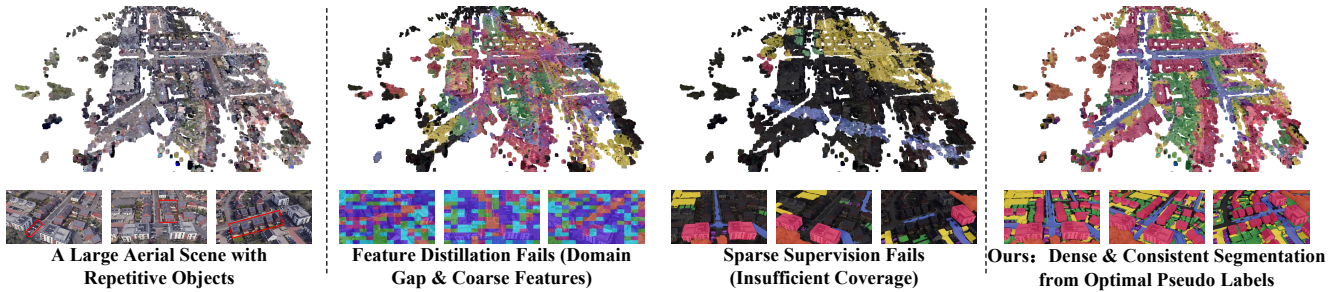 A Large Aerial Scene with
Repetitive Objects
Feature Distillation Fails (Domain
Gap & Coarse Features)
Sparse Supervision Fails
(Insufficient Coverage)
Ours：Dense & Consistent Segmentation
from Optimal Pseudo Labels